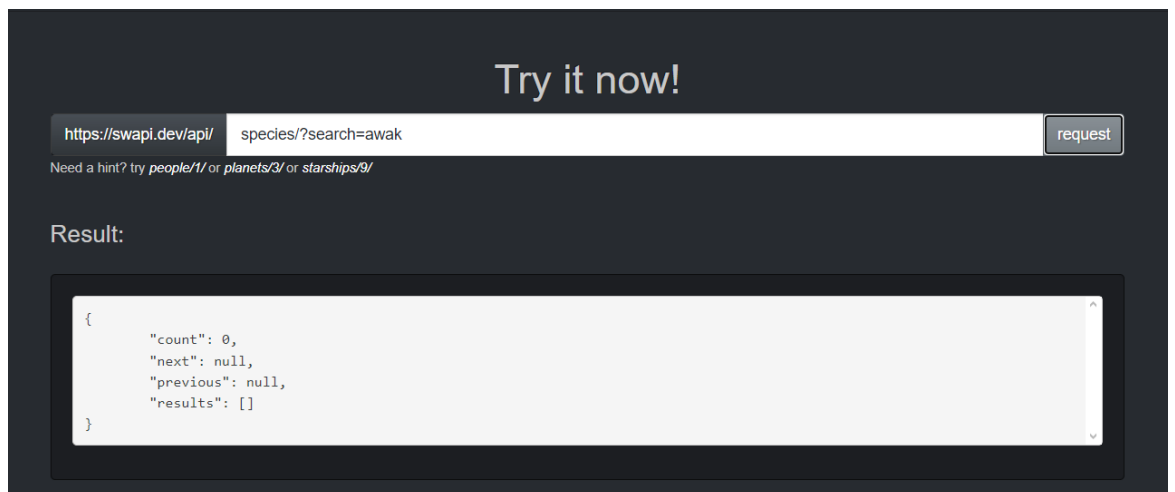 Try it now!
https://swapi.dev/api/ species/?search=awak request
Need a hint? try people/1/ or planets/3/ or starships/9/
Result:
{
"count": 0,
"next": null,
"previous": null,
"results": []
}